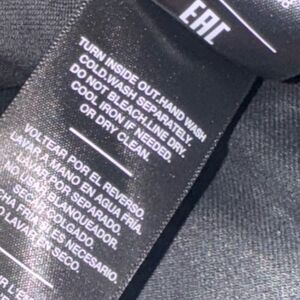 EAC
TURN INSIDE OUT.HAND WASH
COLD.WASH SEPARATELY.
DO NOT BLEACH.LINE DRY.
COOL IRON IF NEEDED.
OR DRY CLEAN.
VOLTEAR POR EL REVERSO.
LAVAR A MANO EN AGUA FRIA.
POR SEPARADO.
NO USAR BLANQUEADOR.
SECAR COLGADO.
FRIA SI ES NECESARIO.
LAVAR EN SECO.